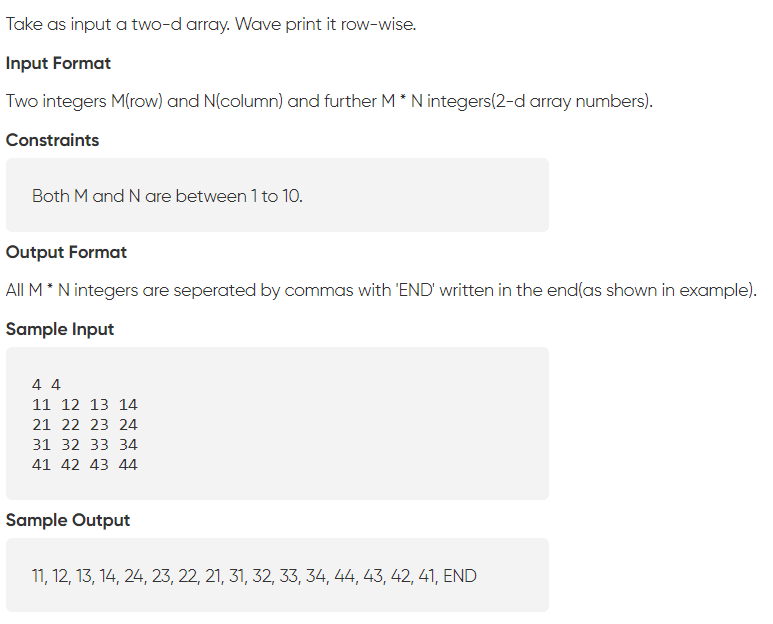 Take as input a two-d array. Wave print it row-wise.
Input Format
Two integers M(row) and N(column) and further M * N integers(2-d array numbers).
Constraints
Both M and N are between 1 to 10.
Output Format
All M * N integers are seperated by commas with 'END' written in the end(as shown in example).
Sample Input
4 4
11 12 13 14
21 22 23 24
31 32 33 34
41 42 43 44
Sample Output
11, 12, 13, 14, 24, 23, 22, 21, 31, 32, 33, 34, 44, 43, 42, 41, END